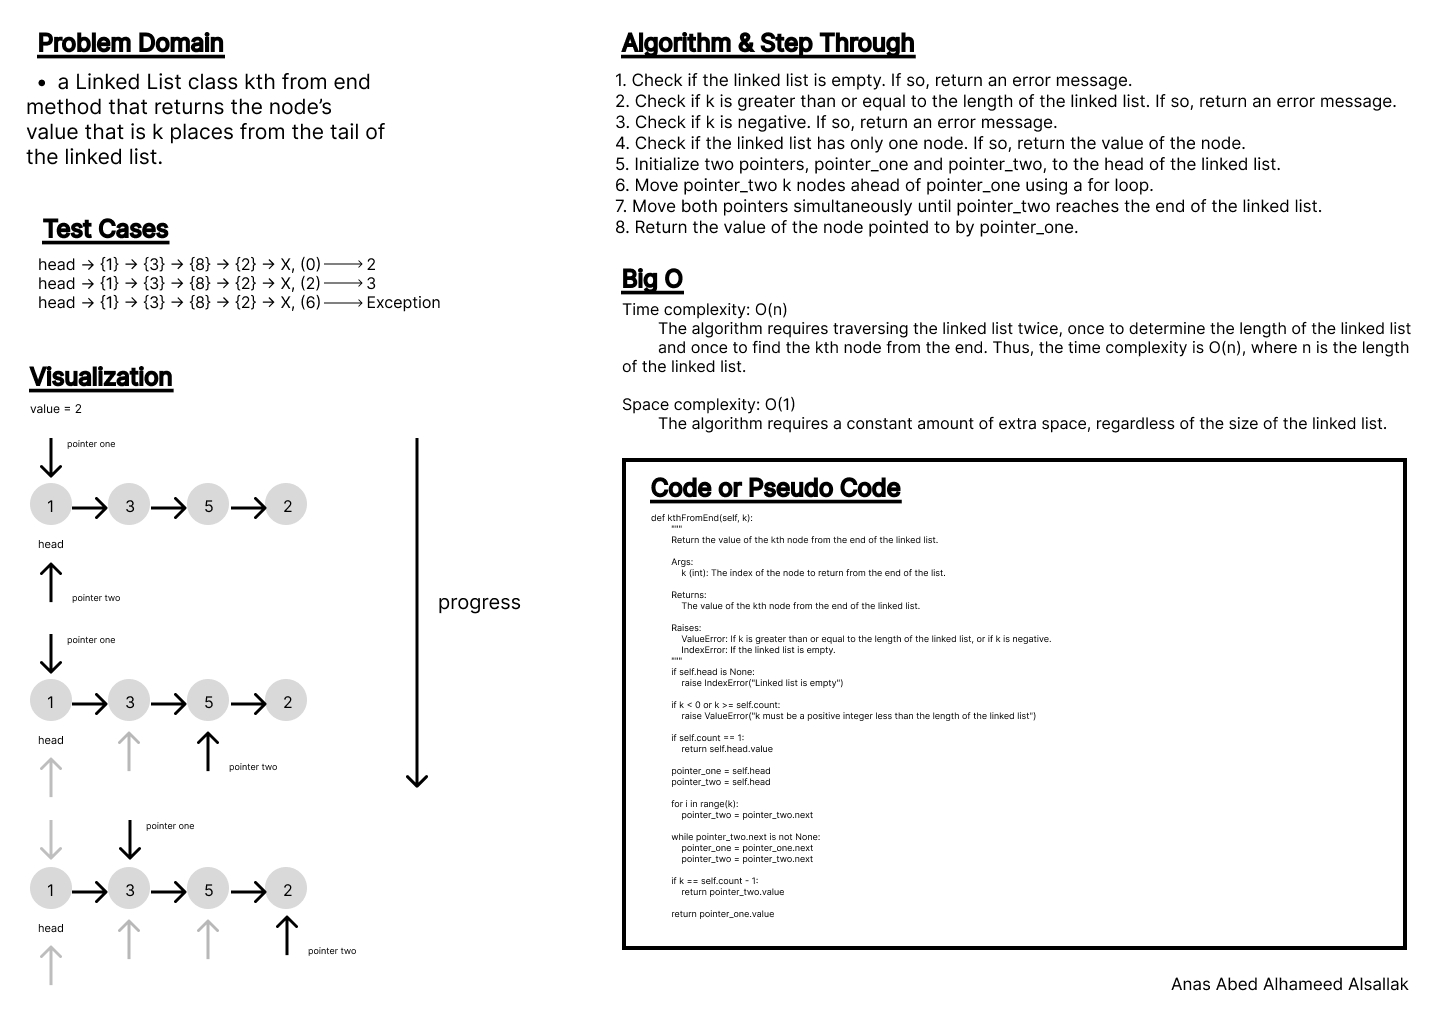 Problem Domain
• a Linked List class kth from end
method that returns the node’s
value that is k places from the tail of
the linked list.
Test Cases
head → {1} → {3} → {8} → {2} → X, (0) ⟶ 2
head → {1} → {3} → {8} → {2} → X, (2) ⟶ 3
head → {1} → {3} → {8} → {2} → X, (6) ⟶ Exception
Visualization
value = 2
pointer one
1 3 5 2
head
pointer two
pointer one
1 3 5 2
head
pointer two
pointer one
1 3 5 2
head
pointer two
progress
Algorithm & Step Through
1. Check if the linked list is empty. If so, return an error message.
2. Check if k is greater than or equal to the length of the linked list. If so, return an error message.
3. Check if k is negative. If so, return an error message.
4. Check if the linked list has only one node. If so, return the value of the node.
5. Initialize two pointers, pointer_one and pointer_two, to the head of the linked list.
6. Move pointer_two k nodes ahead of pointer_one using a for loop.
7. Move both pointers simultaneously until pointer_two reaches the end of the linked list.
8. Return the value of the node pointed to by pointer_one.
Big O
Time complexity: O(n)
The algorithm requires traversing the linked list twice, once to determine the length of the linked list
and once to find the kth node from the end. Thus, the time complexity is O(n), where n is the length
of the linked list.
Space complexity: O(1)
The algorithm requires a constant amount of extra space, regardless of the size of the linked list.
Code or Pseudo Code
def kthFromEnd(self, k):
"""
Return the value of the kth node from the end of the linked list.
Args:
k (int): The index of the node to return from the end of the list.
Returns:
The value of the kth node from the end of the linked list.
Raises:
ValueError: If k is greater than or equal to the length of the linked list, or if k is negative.
IndexError: If the linked list is empty.
"""
if self.head is None:
raise IndexError("Linked list is empty")
if k < 0 or k >= self.count:
raise ValueError("k must be a positive integer less than the length of the linked list")
if self.count == 1:
return self.head.value
pointer_one = self.head
pointer_two = self.head
for i in range(k):
pointer_two = pointer_two.next
while pointer_two.next is not None:
pointer_one = pointer_one.next
pointer_two = pointer_two.next
if k == self.count - 1:
return pointer_two.value
return pointer_one.value
Anas Abed Alhameed Alsallak